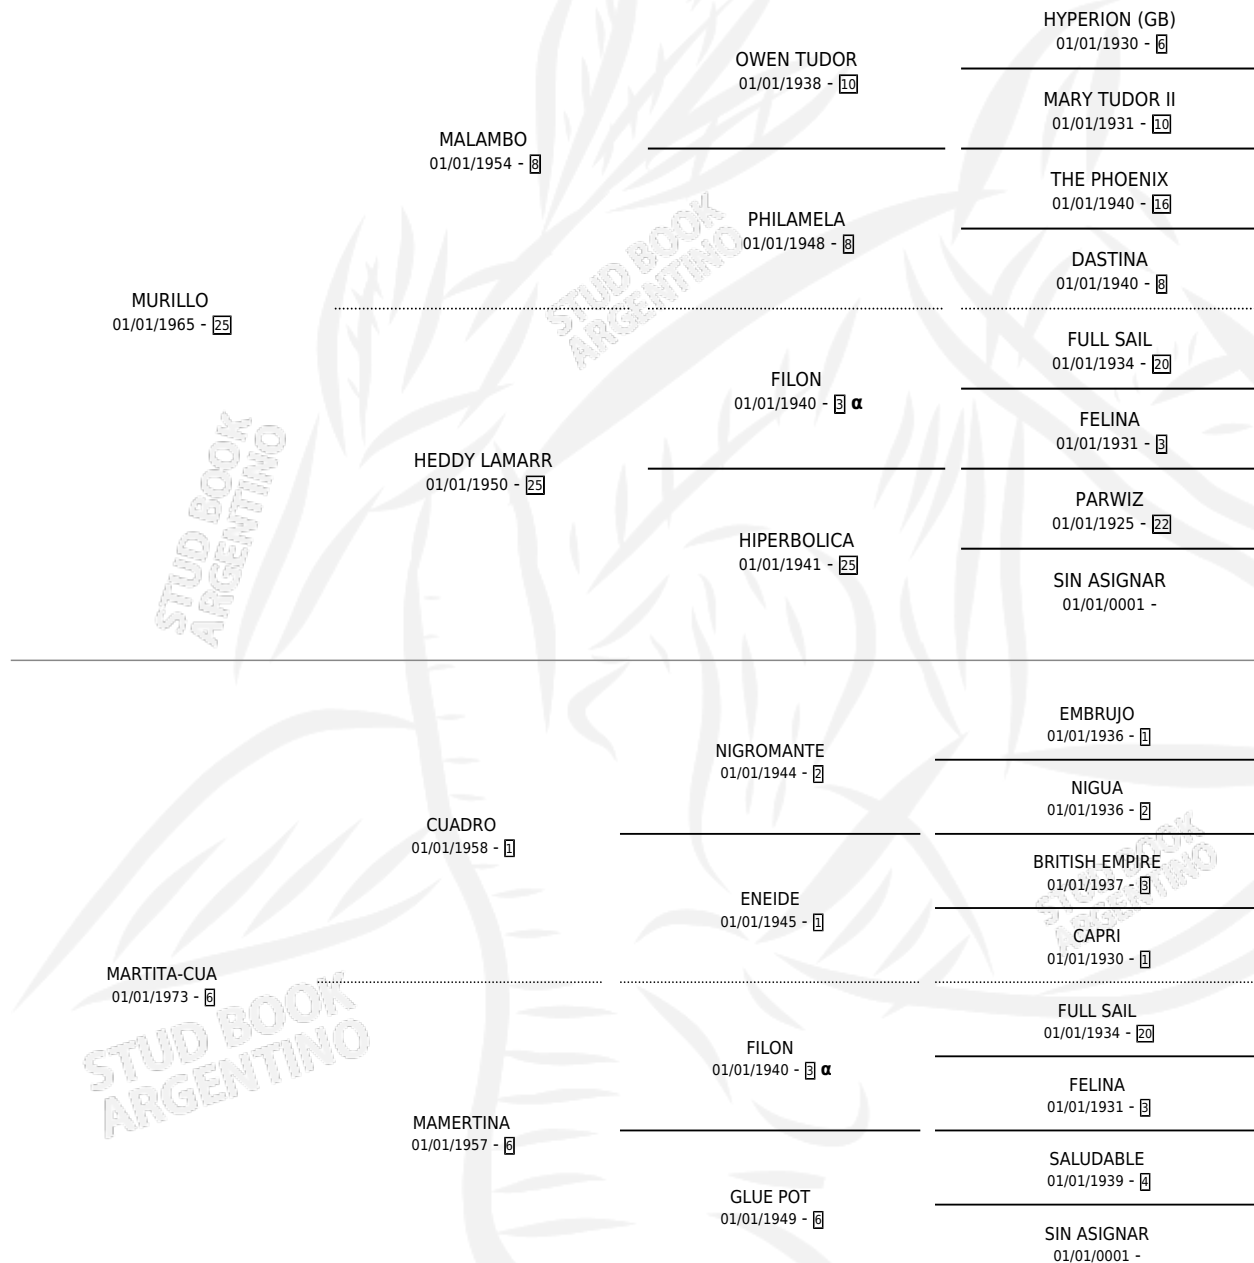 HYPERION (GB)
01/01/1930 - 6
OWEN TUDOR
01/01/1938 - 10
MARY TUDOR II
01/01/1931 - 10
MALAMBO
01/01/1954 - 8
THE PHOENIX
01/01/1940 - 16
PHILAMELA
01/01/1948 - 8
DASTINA
01/01/1940 - 8
MURILLO
01/01/1965 - 25
FULL SAIL
01/01/1934 - 20
FILON
01/01/1940 - 3 α
FELINA
01/01/1931 - 3
HEDDY LAMARR
01/01/1950 - 25
PARWIZ
01/01/1925 - 22
HIPERBOLICA
01/01/1941 - 25
SIN ASIGNAR
01/01/0001 -
EMBRUJO
01/01/1936 - 1
NIGROMANTE
01/01/1944 - 2
NIGUA
01/01/1936 - 2
CUADRO
01/01/1958 - 1
BRITISH EMPIRE
01/01/1937 - 3
ENEIDE
01/01/1945 - 1
CAPRI
01/01/1930 - 1
MARTITA-CUA
01/01/1973 - 6
FULL SAIL
01/01/1934 - 20
FILON
01/01/1940 - 3 α
FELINA
01/01/1931 - 3
MAMERTINA
01/01/1957 - 6
SALUDABLE
01/01/1939 - 4
GLUE POT
01/01/1949 - 6
SIN ASIGNAR
01/01/0001 -
STUD BOOK
ARGENTINO
STUD BOOK
ARGENTINO
STUD BOOK
ARGENTINO
STUD BOOK
ARGENTINO